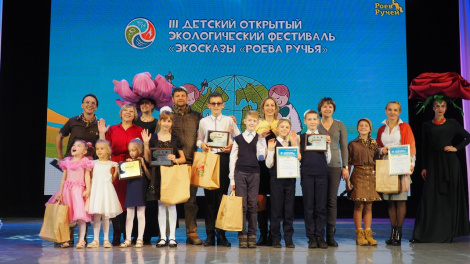 III ДЕТСКИЙ ОТКРЫТЫЙ
ЭКОЛОГИЧЕСКИЙ ФЕСТИВАЛЬ
«ЭКОСКАЗЫ «РОЕВА РУЧЬЯ»
Роев
Ручей